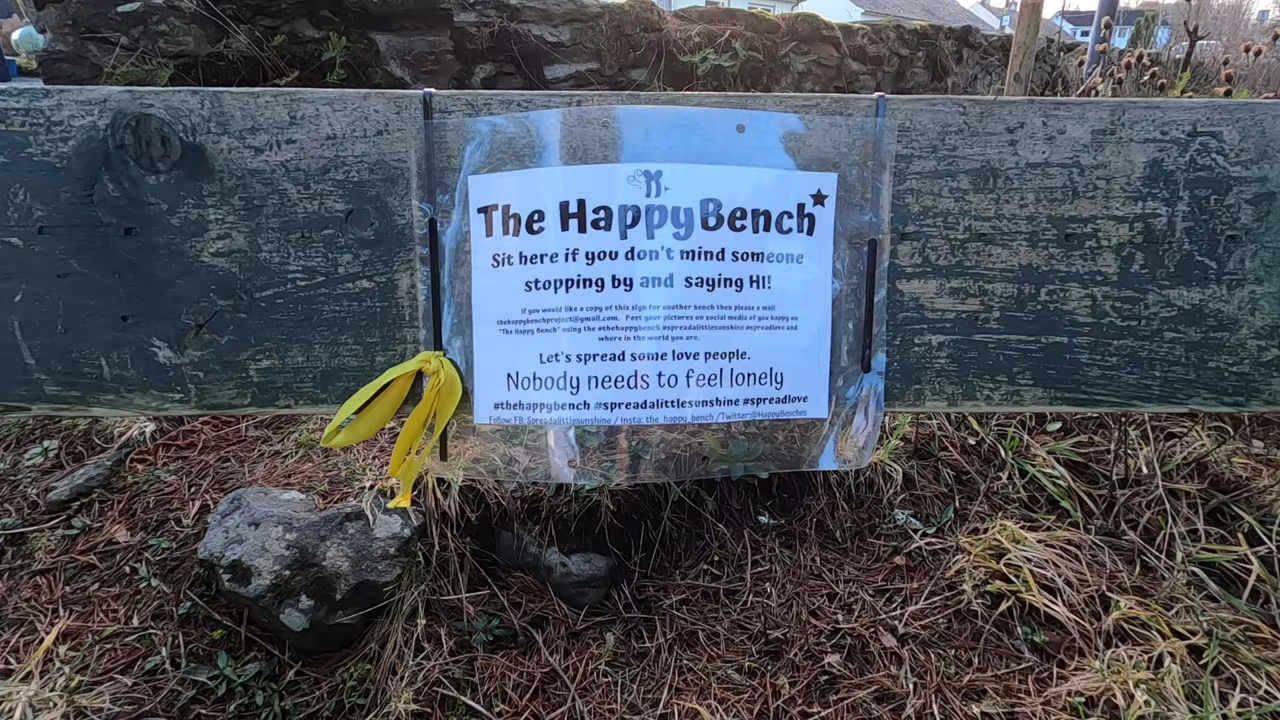 The Happy Bench
Sit here if you don't mind someone
stopping by and saying HI!
If you would like a copy of this sign for another bench then please e mail
thehappybenchproject@gmail.com. Post your pictures on social media of you happy on
"The Happy Bench" using the #thehappybench #spreadalittlesunshine #spreadlove and
where in the world you are.
Let's spread some love people.
Nobody needs to feel lonely
#thehappybench #spreadalittlesunshine #spreadlove
Follow: FB: Spreadalittlesunshine / Insta: the_happy_bench /Twitter:@HappyBenches